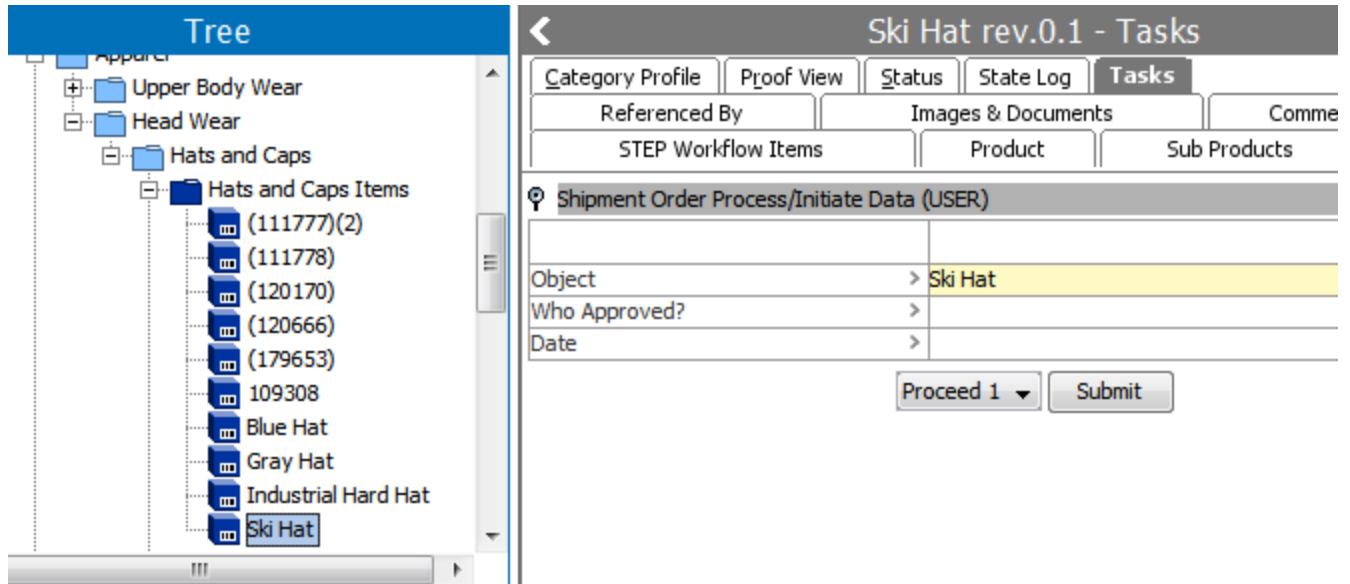 Tree
Apparel
Upper Body Wear
Head Wear
Hats and Caps
Hats and Caps Items
(111777)(2)
(111778)
(120170)
(120666)
(179653)
109308
Blue Hat
Gray Hat
Industrial Hard Hat
Ski Hat
Ski Hat rev.0.1 - Tasks
Category Profile Proof View Status State Log Tasks
Referenced By Images & Documents Comme
STEP Workflow Items Product Sub Products
Shipment Order Process/Initiate Data (USER)
Object > Ski Hat
Who Approved? >
Date >
Proceed 1 Submit